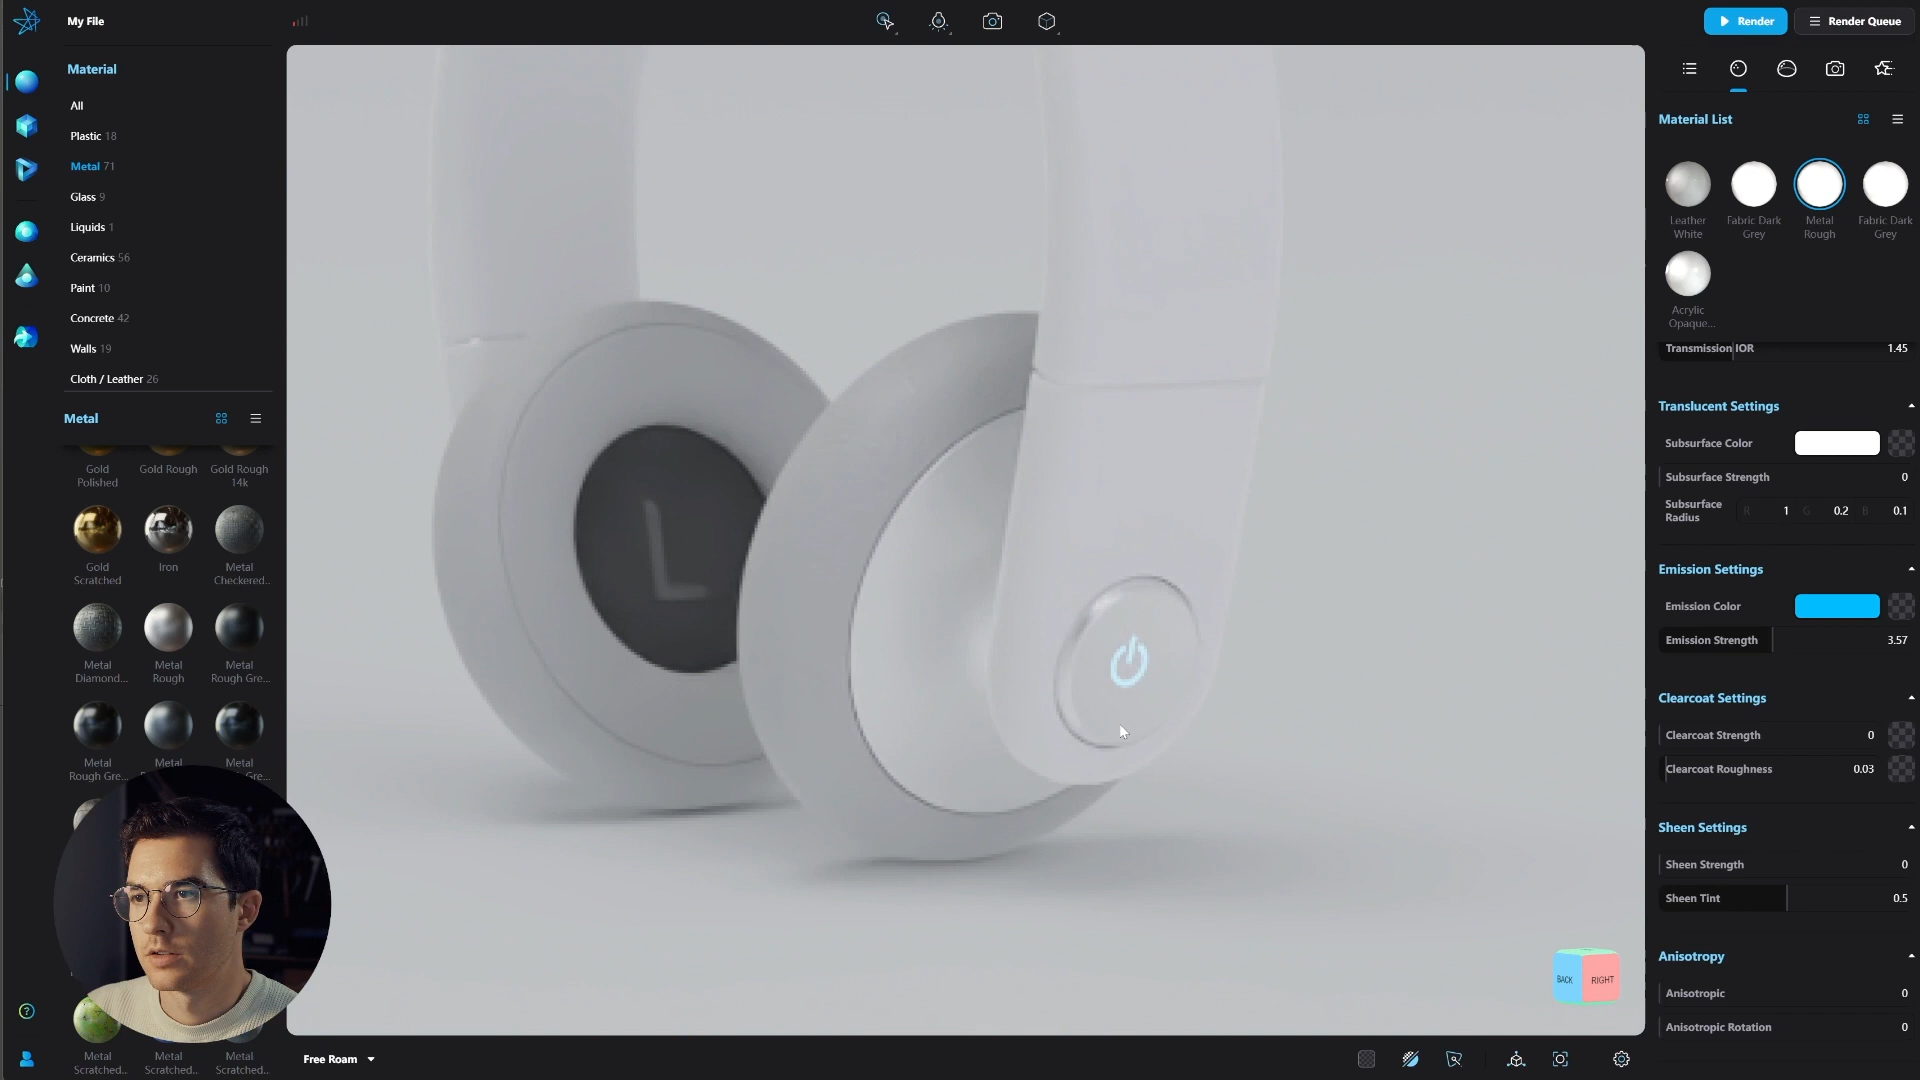 My File
Render
Render Queue
Material
All
Plastic 18
Metal 71
Glass 9
Liquids 1
Ceramics 56
Paint 10
Concrete 42
Walls 19
Cloth / Leather 26
Metal
Gold Polished
Gold Rough
Gold Rough 14k
Gold Scratched
Iron
Metal Checkered...
Metal Diamond...
Metal Rough
Metal Rough Gre...
Metal Rough Gre...
Metal
Metal Gre...
Metal Scratched...
Metal Scratched...
Metal Scratched...
L
BACK
RIGHT
Free Roam
Material List
Leather White
Fabric Dark Grey
Metal Rough
Fabric Dark Grey
Acrylic Opaque...
Transmission IOR 1.45
Translucent Settings
Subsurface Color
Subsurface Strength 0
Subsurface Radius R 1 G 0.2 B 0.1
Emission Settings
Emission Color
Emission Strength 3.57
Clearcoat Settings
Clearcoat Strength 0
Clearcoat Roughness 0.03
Sheen Settings
Sheen Strength 0
Sheen Tint 0.5
Anisotropy
Anisotropic 0
Anisotropic Rotation 0